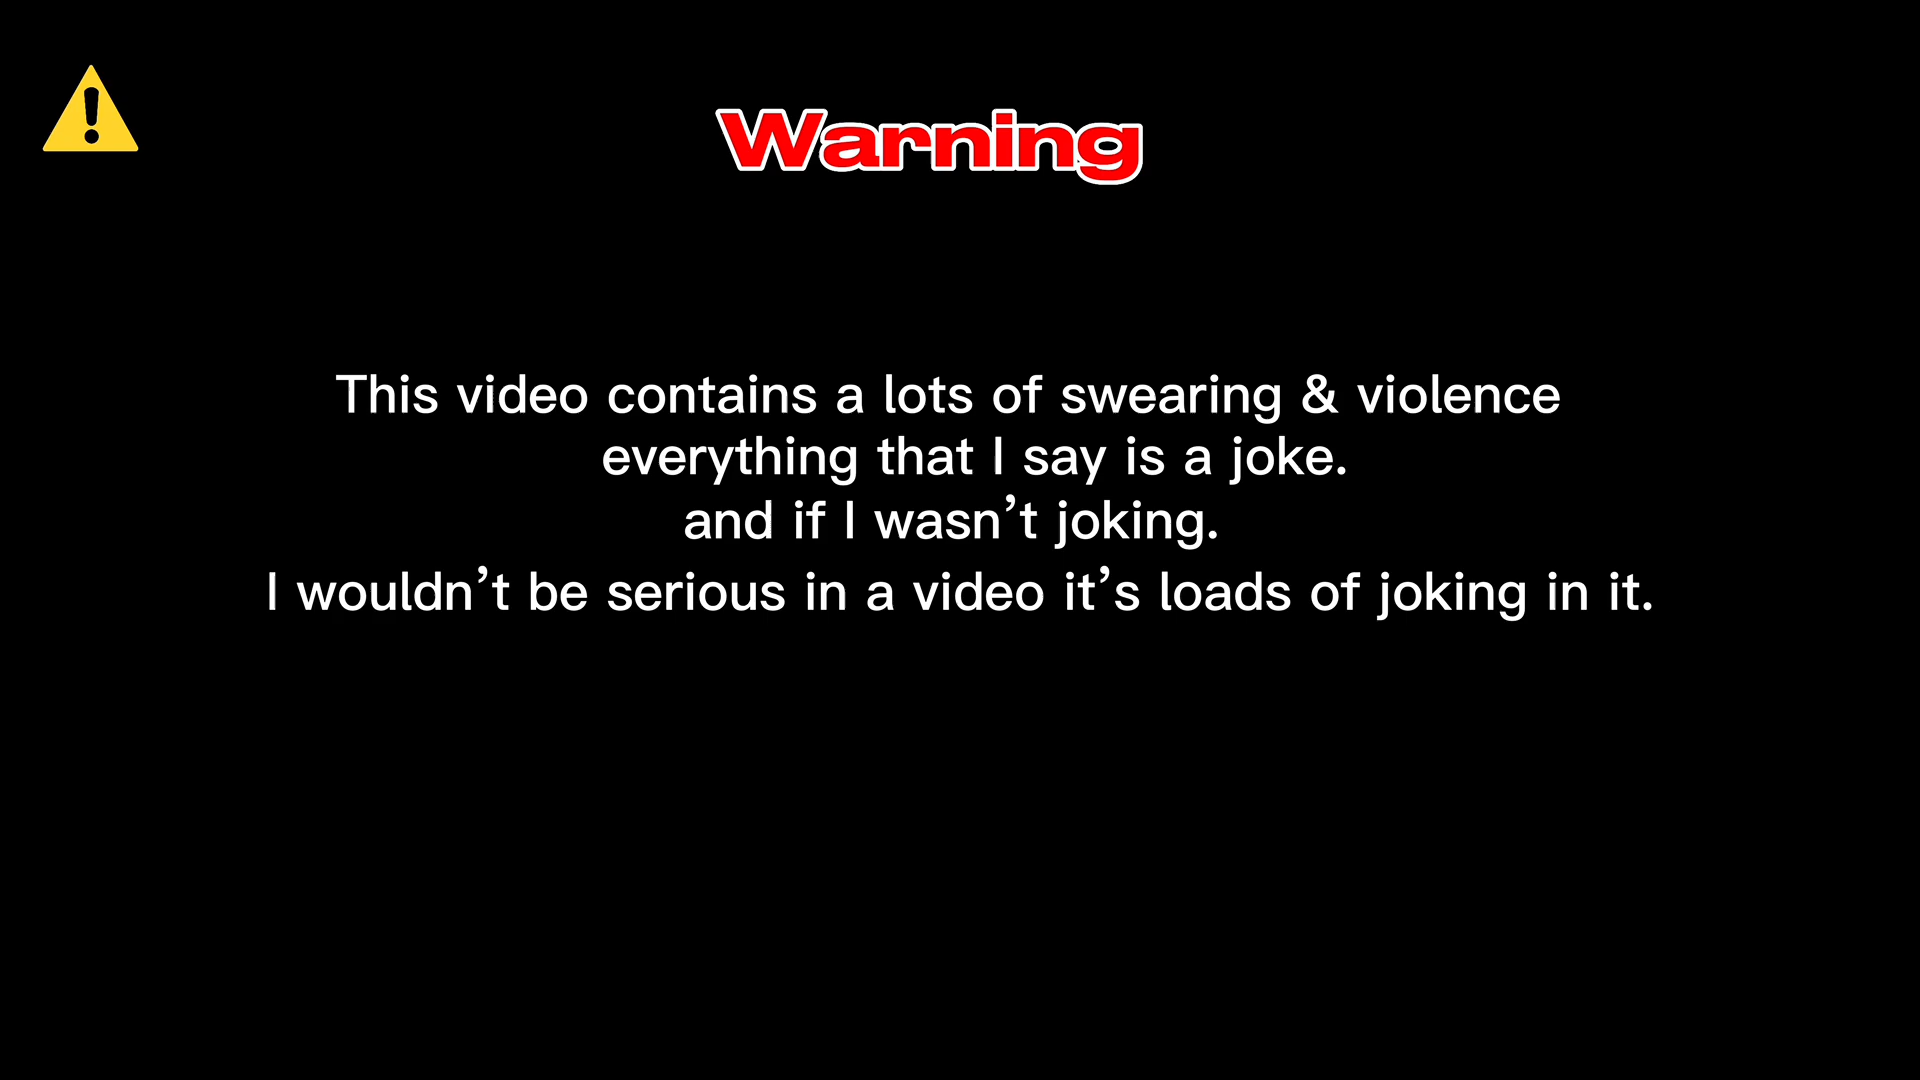 Warning
This video contains a lots of swearing & violence
everything that I say is a joke.
and if I wasn’t joking.
I wouldn’t be serious in a video it’s loads of joking in it.